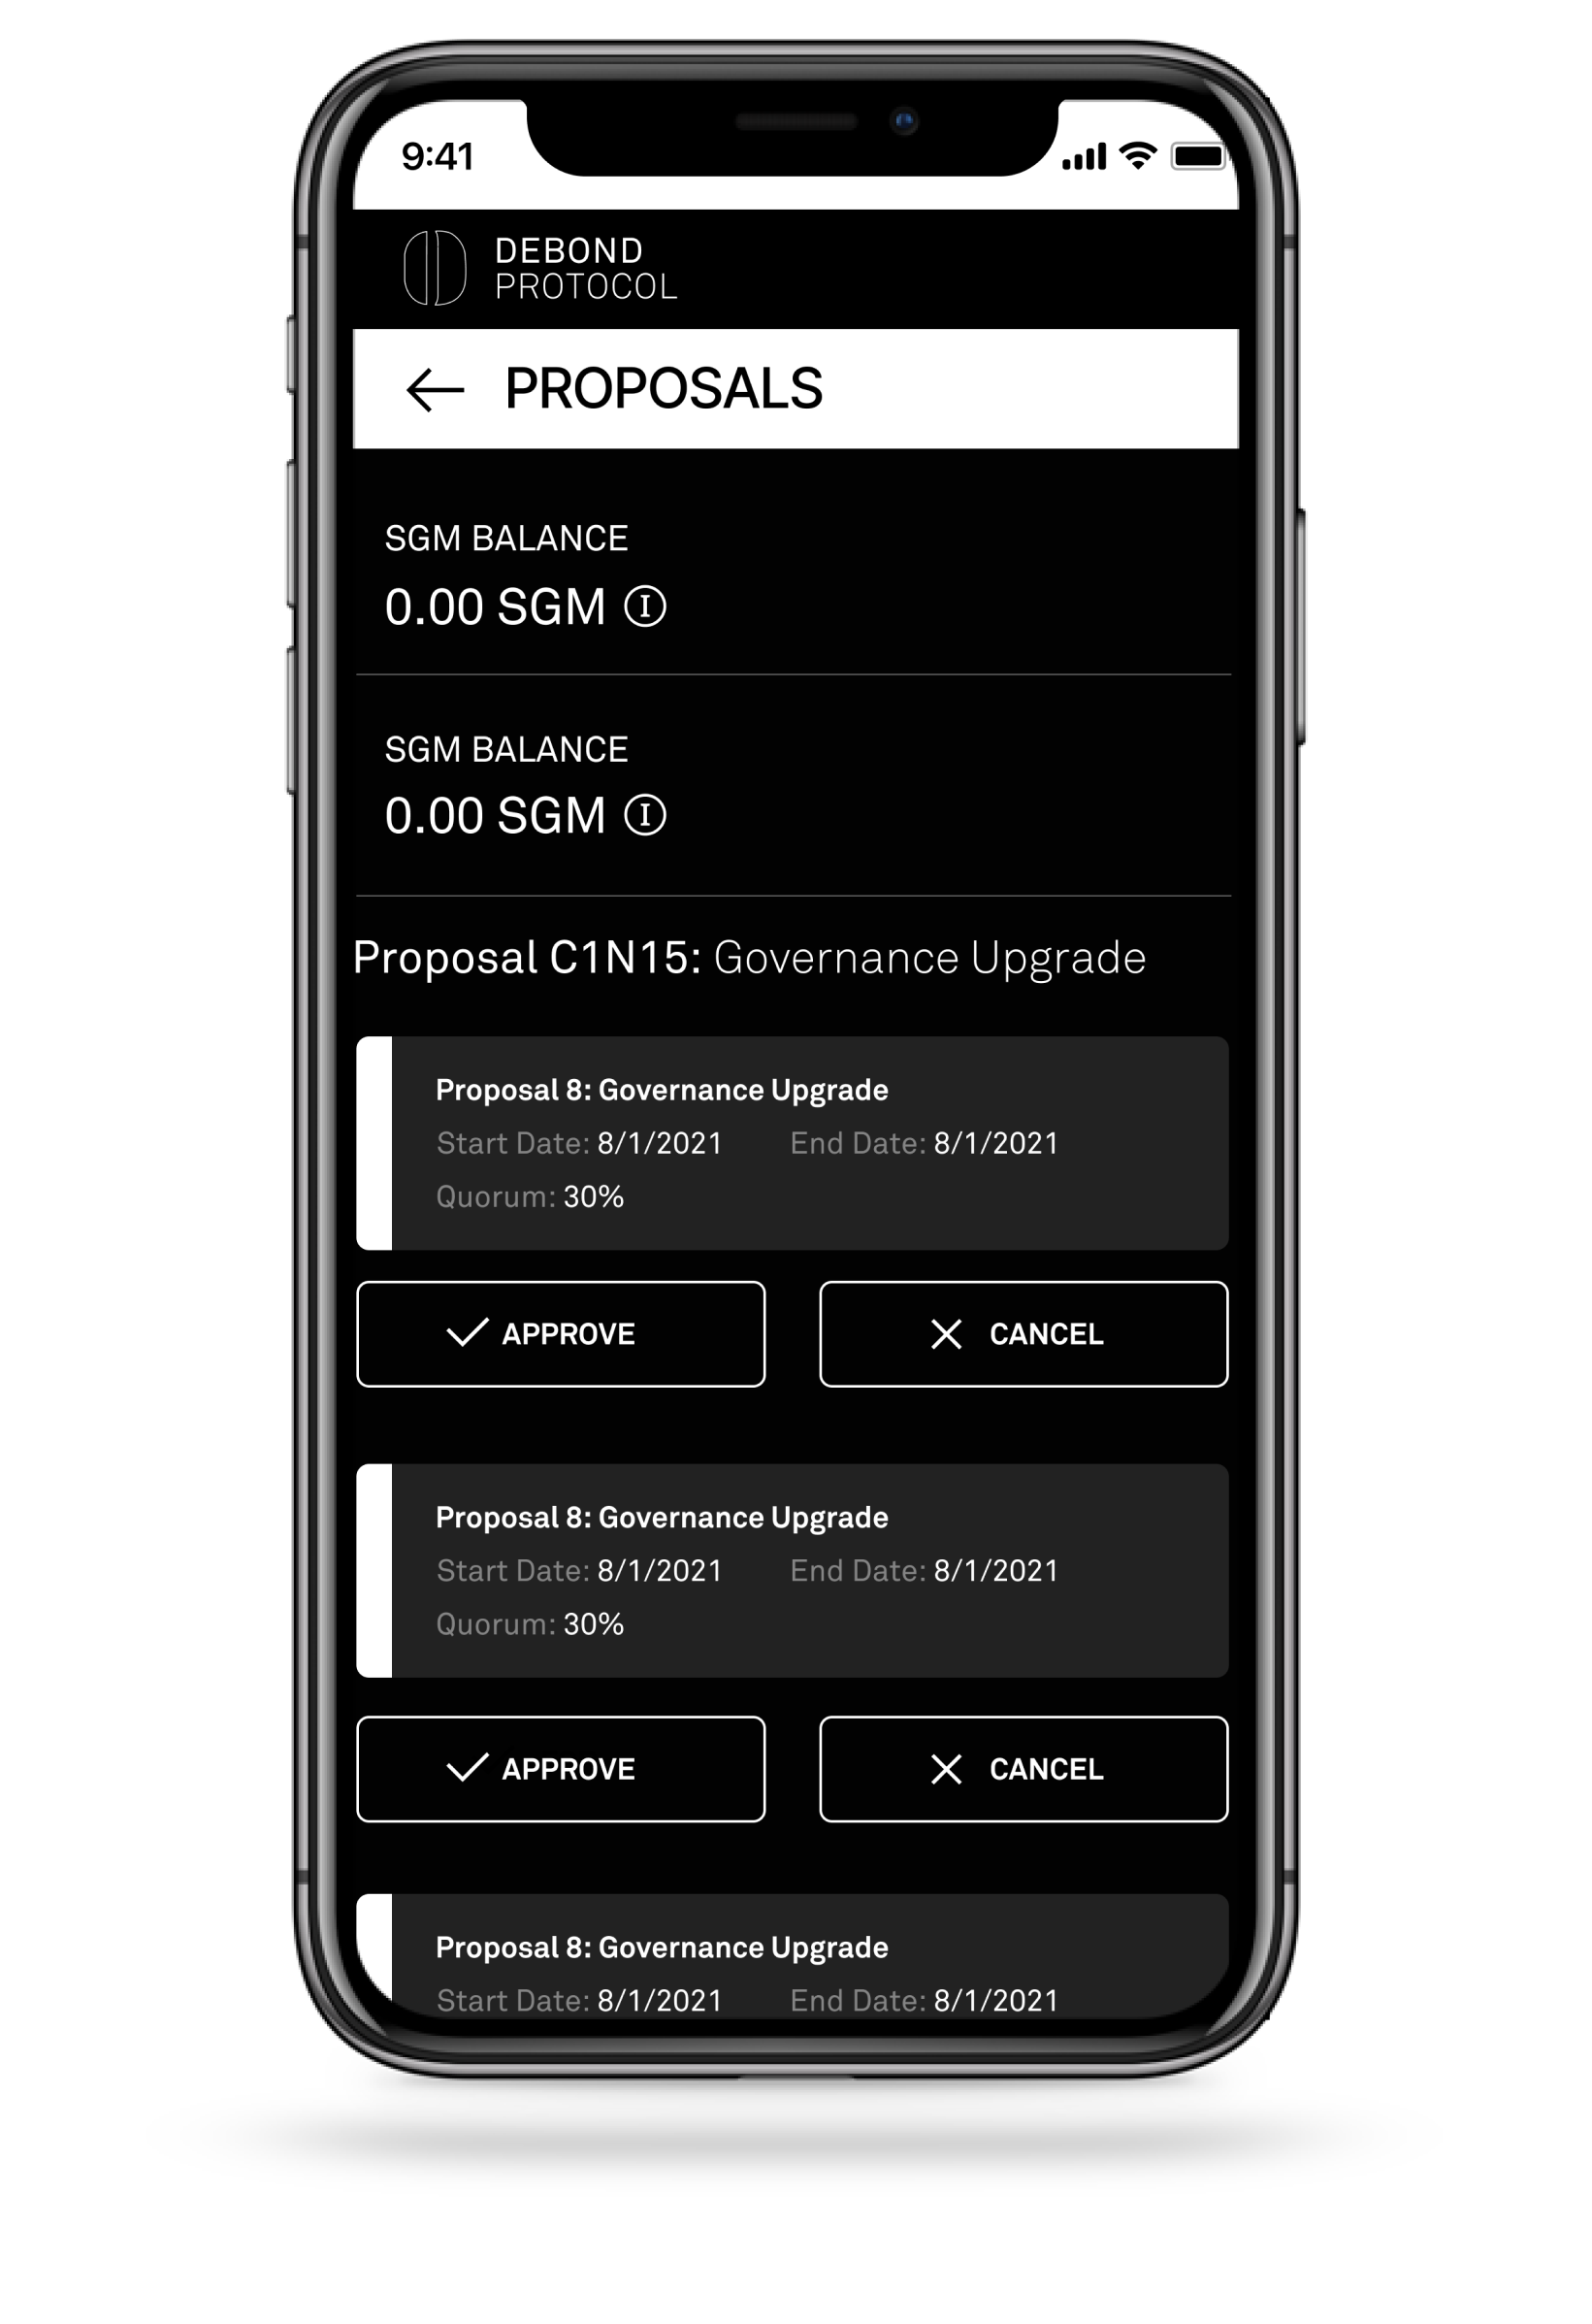 9:41
DEBOND
PROTOCOL
PROPOSALS
SGM BALANCE
0.00 SGM I
SGM BALANCE
0.00 SGM I
Proposal C1N15: Governance Upgrade
Proposal 8: Governance Upgrade
Start Date: 8/1/2021 End Date: 8/1/2021
Quorum: 30%
APPROVE CANCEL
Proposal 8: Governance Upgrade
Start Date: 8/1/2021 End Date: 8/1/2021
Quorum: 30%
APPROVE CANCEL
Proposal 8: Governance Upgrade
Start Date: 8/1/2021 End Date: 8/1/2021